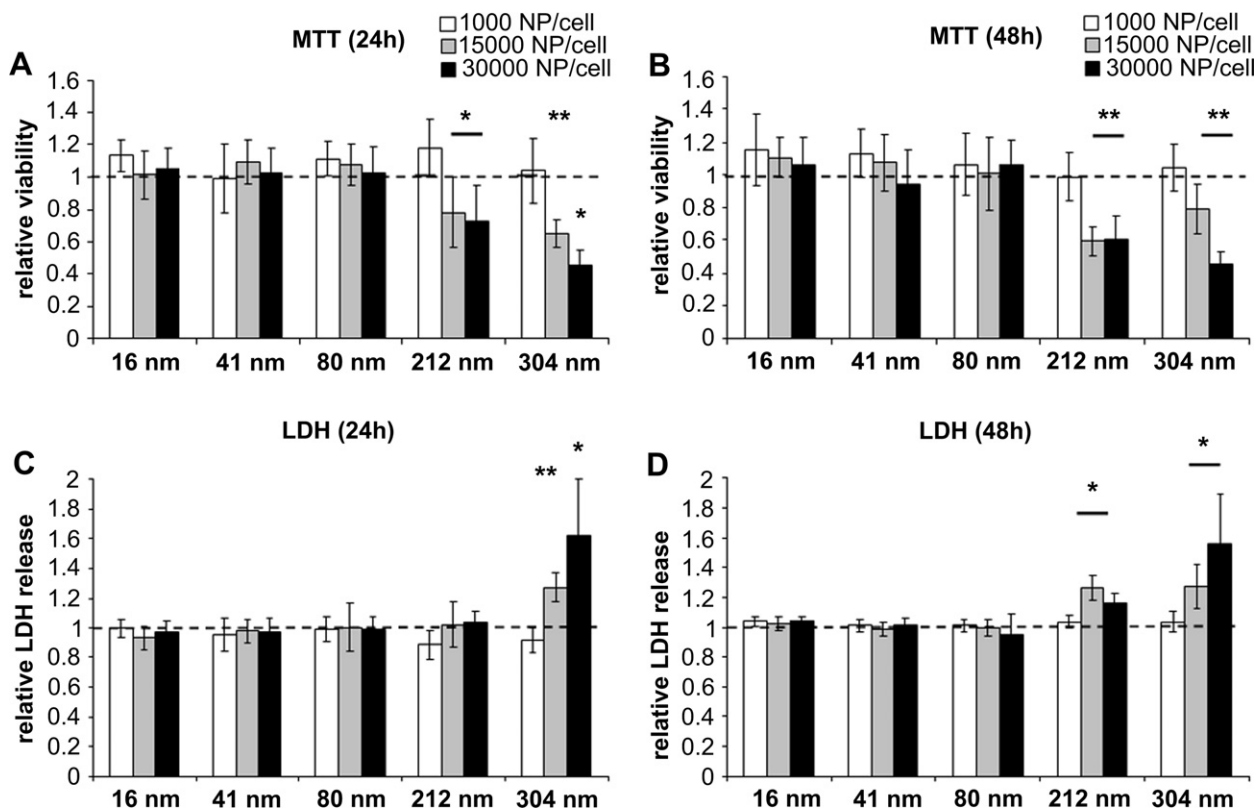 A
MTT (24h)
1000 NP/cell
15000 NP/cell
30000 NP/cell
relative viability
1.6
1.4
1.2
1
0.8
0.6
0.4
0.2
0
*
**
*
16 nm 41 nm 80 nm 212 nm 304 nm
B
MTT (48h)
1000 NP/cell
15000 NP/cell
30000 NP/cell
relative viability
1.6
1.4
1.2
1
0.8
0.6
0.4
0.2
0
**
**
16 nm 41 nm 80 nm 212 nm 304 nm
C
LDH (24h)
relative LDH release
2
1.8
1.6
1.4
1.2
1
0.8
0.6
0.4
0.2
0
**
*
16 nm 41 nm 80 nm 212 nm 304 nm
D
LDH (48h)
relative LDH release
2
1.8
1.6
1.4
1.2
1
0.8
0.6
0.4
0.2
0
*
*
16 nm 41 nm 80 nm 212 nm 304 nm